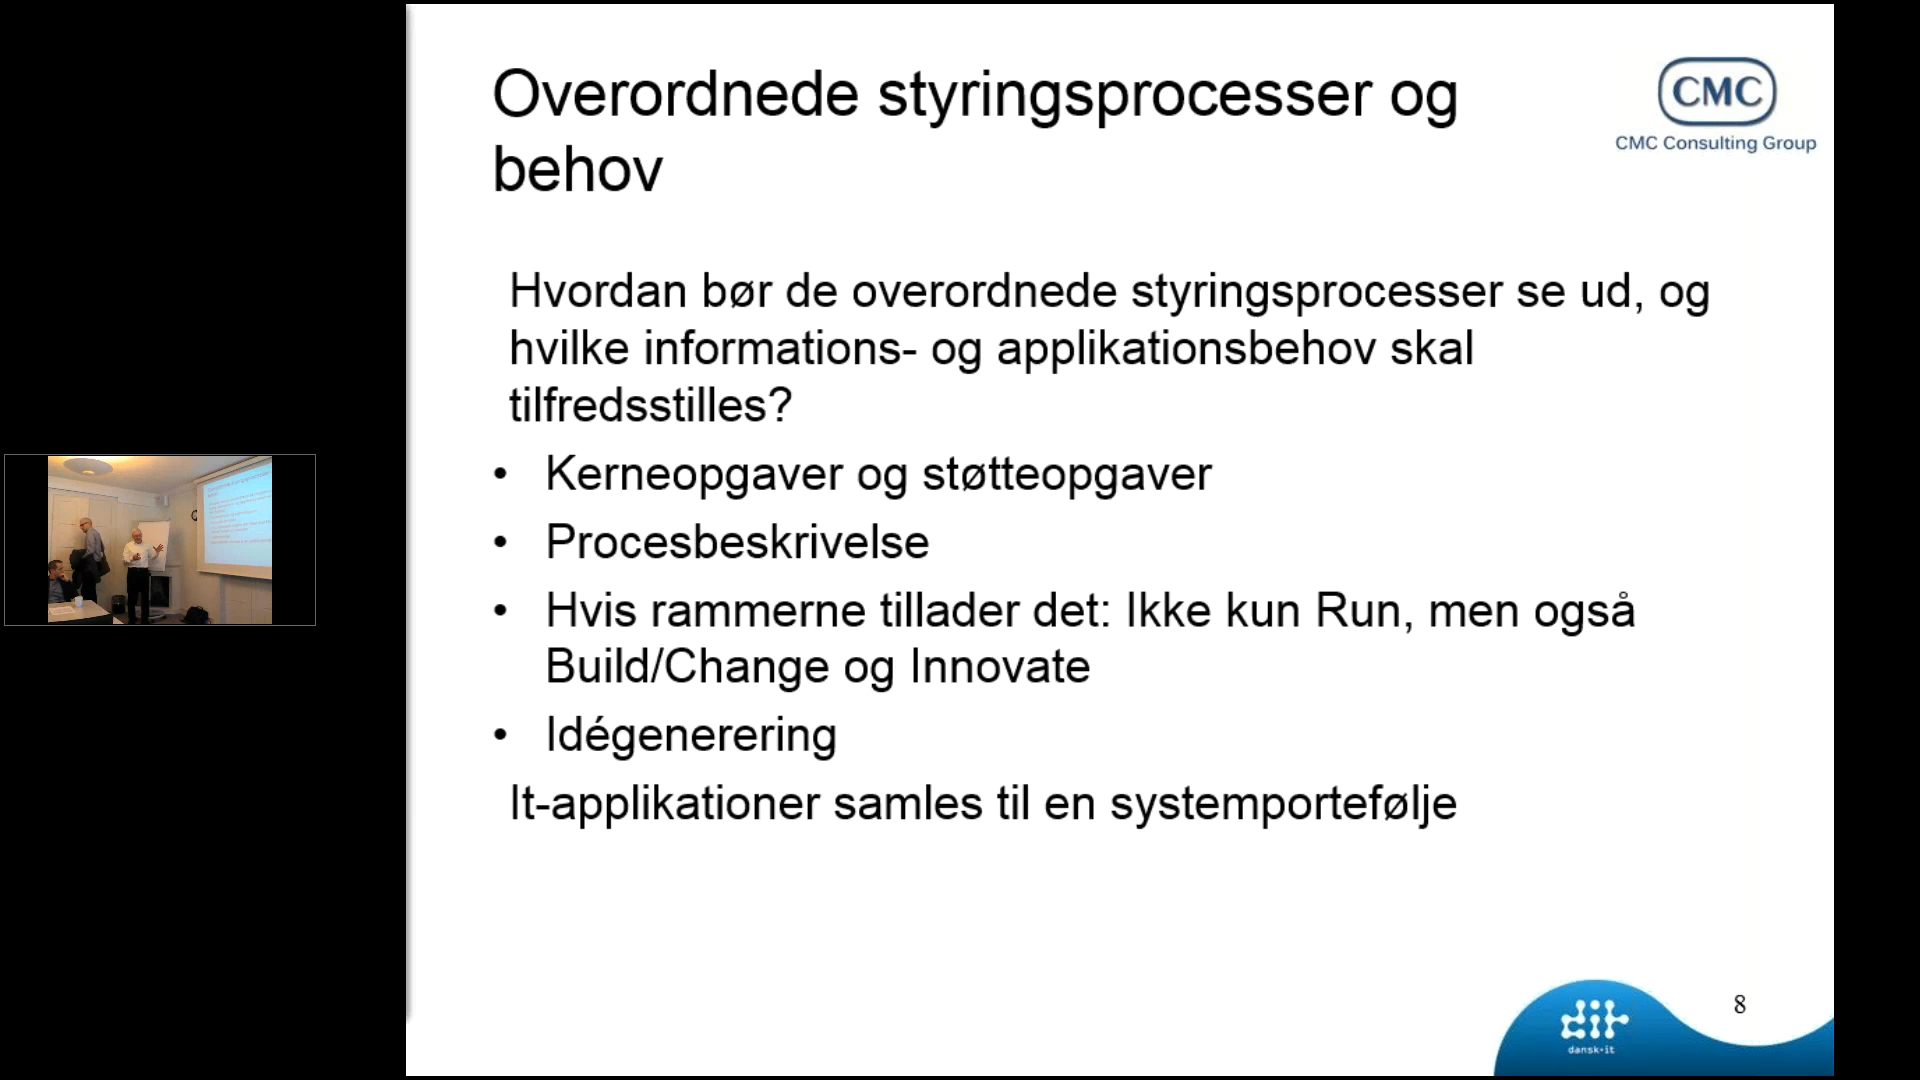 Overordnede styringsprocesser og
behov
CMC
CMC Consulting Group
Hvordan bør de overordnede styringsprocesser se ud, og
hvilke informations- og applikationsbehov skal
tilfredsstilles?
• Kerneopgaver og støtteopgaver
• Procesbeskrivelse
• Hvis rammerne tillader det: Ikke kun Run, men også
Build/Change og Innovate
• Idégenerering
It-applikationer samles til en systemportefølje
8
dit
dansk·it